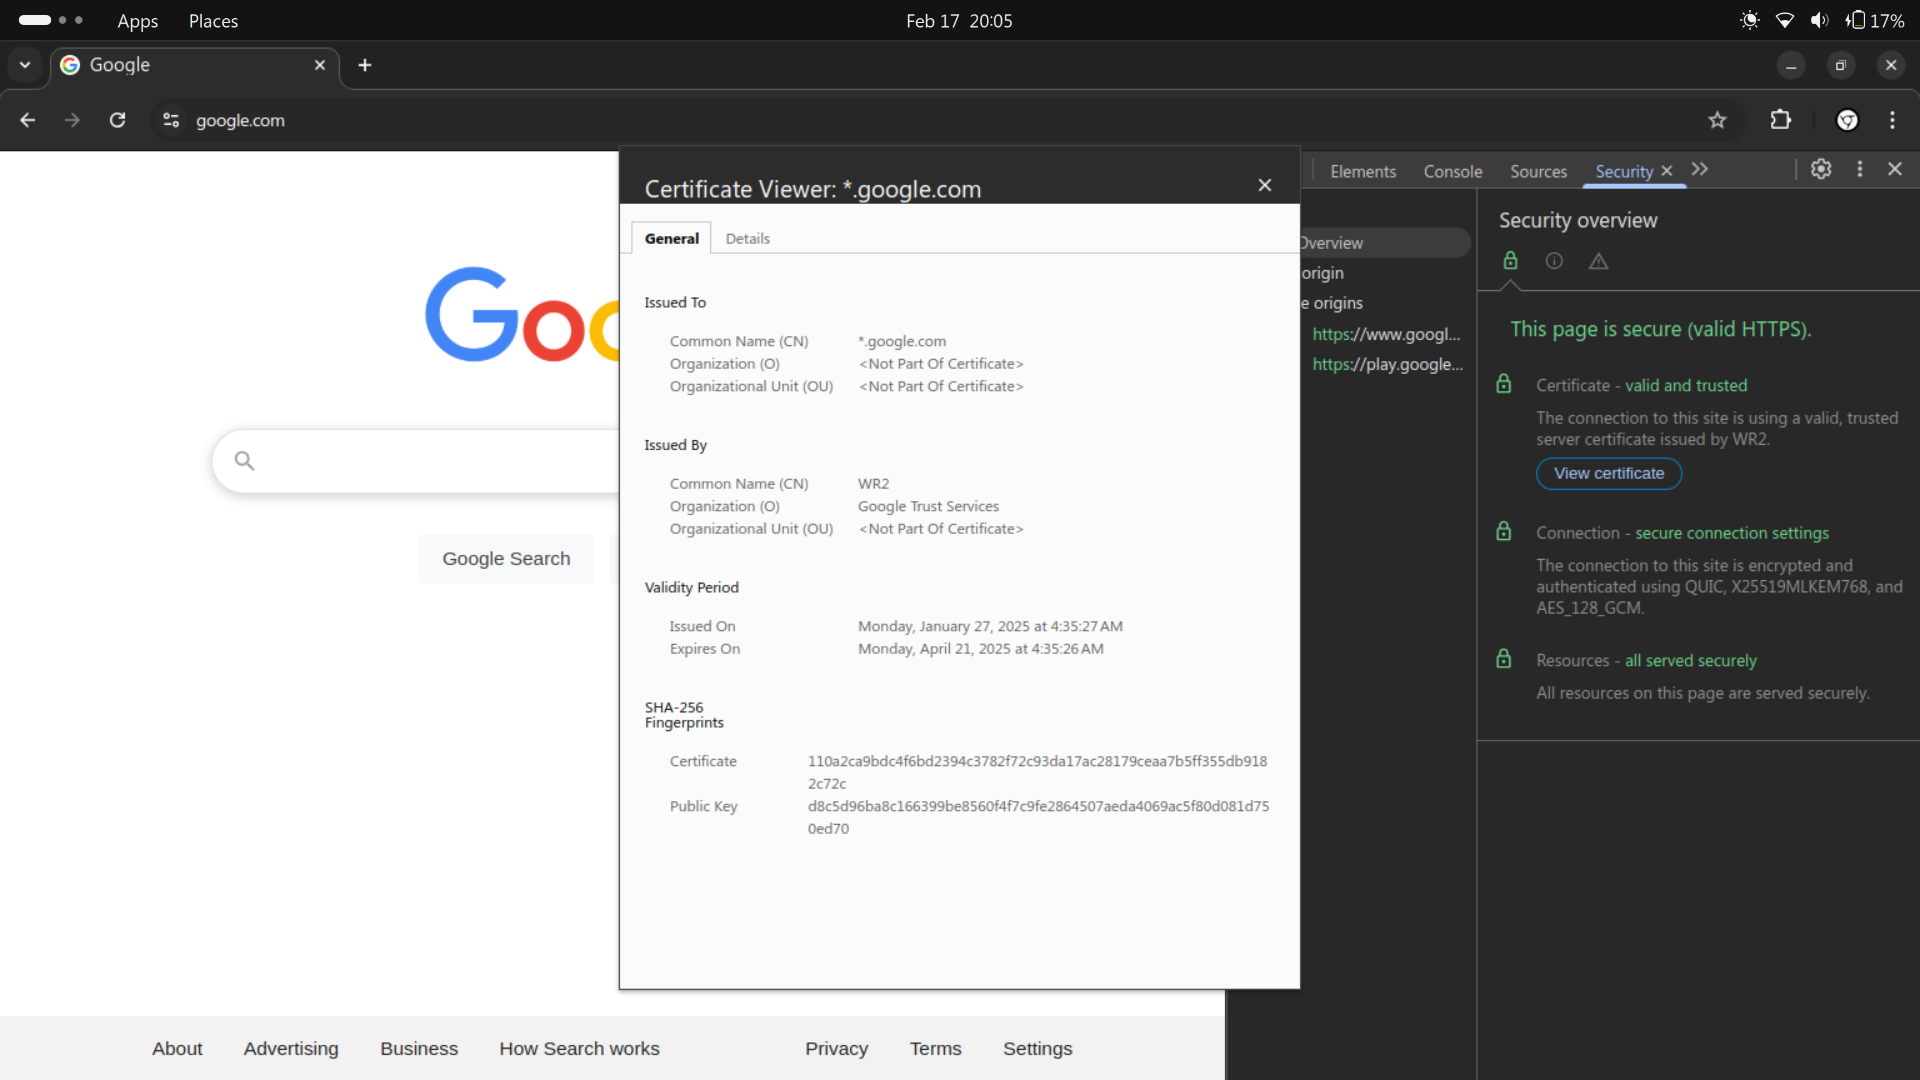 Apps Places
Feb 17 20:05
17%
Google
google.com
Elements Console Sources Security
Certificate Viewer: *.google.com
General Details
Issued To
Common Name (CN) *.google.com
Organization (O) <Not Part Of Certificate>
Organizational Unit (OU) <Not Part Of Certificate>
Issued By
Common Name (CN) WR2
Organization (O) Google Trust Services
Organizational Unit (OU) <Not Part Of Certificate>
Validity Period
Issued On Monday, January 27, 2025 at 4:35:27 AM
Expires On Monday, April 21, 2025 at 4:35:26 AM
SHA-256
Fingerprints
Certificate 110a2ca9bdc4f6bd2394c3782f72c93da17ac28179ceaa7b5ff355db918
2c72c
Public Key d8c5d96ba8c166399be8560f4f7c9fe2864507aeda4069ac5f80d081d75
0ed70
Goo
Google Search
Overview
origin
e origins
https://www.googl...
https://play.google...
Security overview
This page is secure (valid HTTPS).
Certificate - valid and trusted
The connection to this site is using a valid, trusted
server certificate issued by WR2.
View certificate
Connection - secure connection settings
The connection to this site is encrypted and
authenticated using QUIC, X25519MLKEM768, and
AES_128_GCM.
Resources - all served securely
All resources on this page are served securely.
About Advertising Business How Search works Privacy Terms Settings